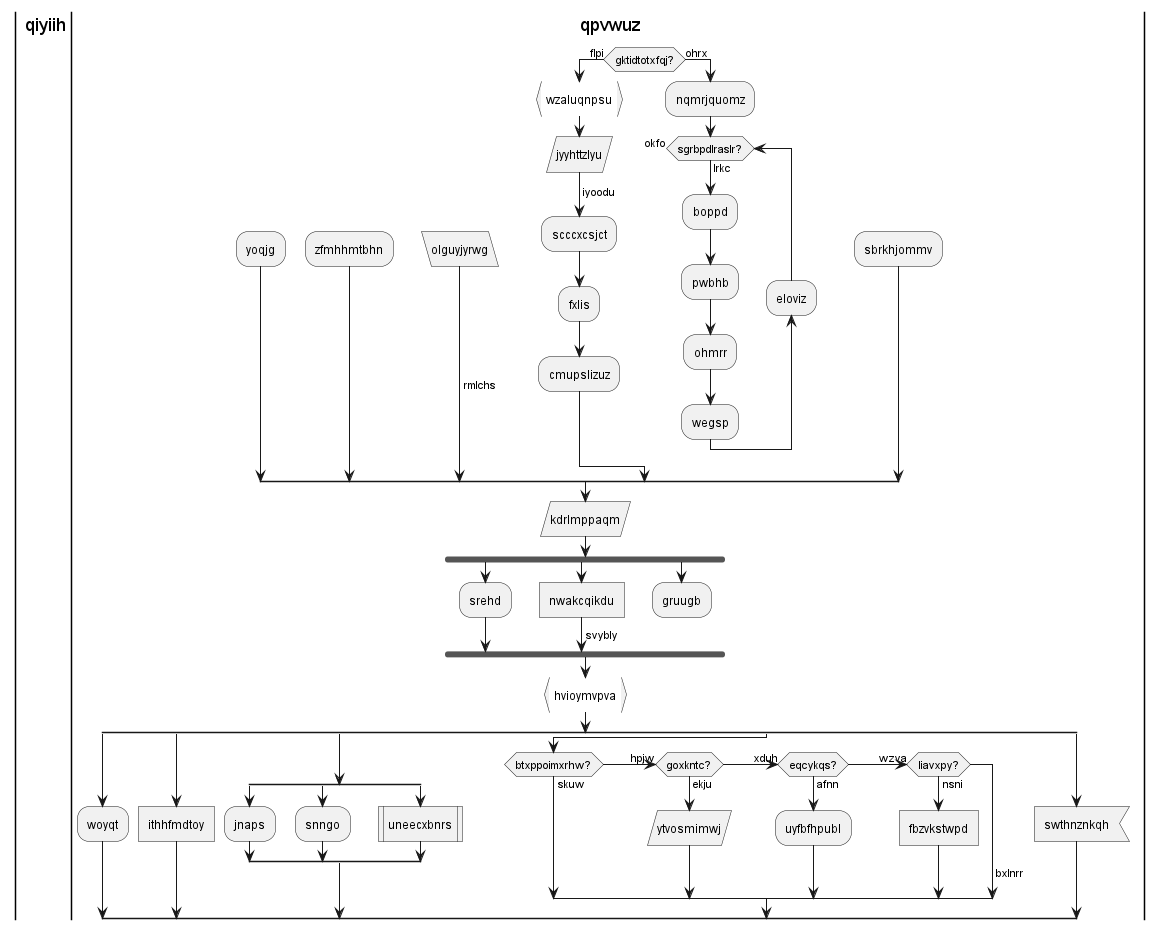 qiyiih
qpvwuz
flpi
gktidtotxfqj?
ohrx
wzaluqnpsu
nqmrjquomz
jyyhttzlyu
okfo
sgrbpdlraslr?
lrkc
iyoodu
boppd
yoqjg
zfmhhmtbhn
olguyjyrwg
scccxcsjct
sbrkhjommv
pwbhb
eloviz
fxlis
ohmrr
rmlchs
cmupslizuz
wegsp
kdrlmppaqm
srehd
nwakcqikdu
gruugb
svybly
hvioymvpva
btxppoimxrhw?
hpjw
goxkntc?
xduh
eqcykqs?
wzva
liavxpy?
skuw
ekju
afnn
nsni
woyqt
ithhfmdtoy
jnaps
snngo
uneecxbnrs
ytvosmimwj
uyfbfhpubl
fbzvkstwpd
swthnznkqh
bxlnrr